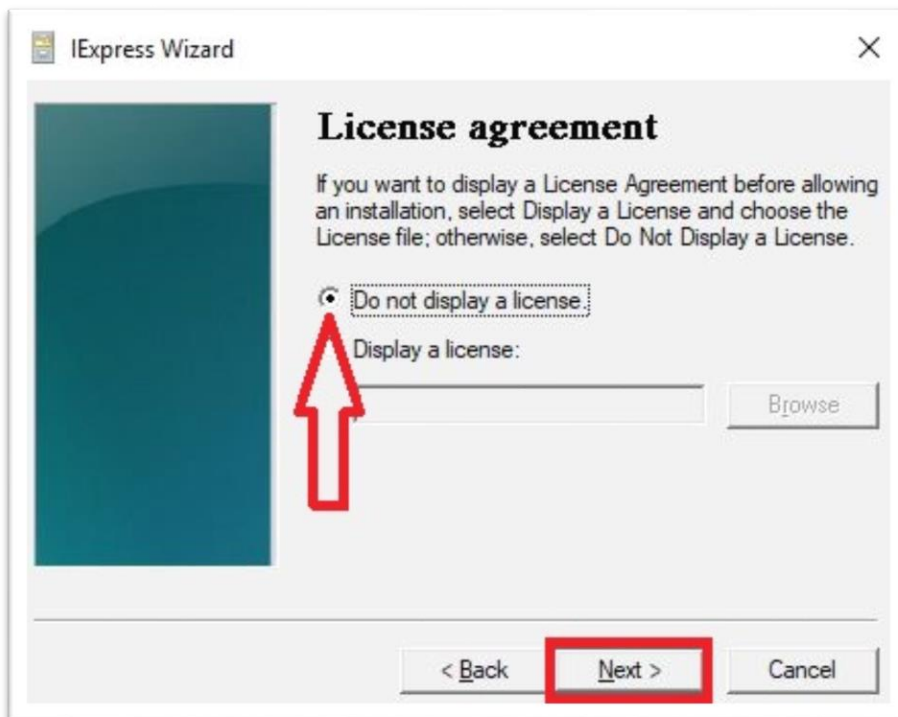 IExpress Wizard
License agreement
If you want to display a License Agreement before allowing
an installation, select Display a License and choose the
License file; otherwise, select Do Not Display a License.
Do not display a license.
Display a license:
Browse
< Back
Next >
Cancel